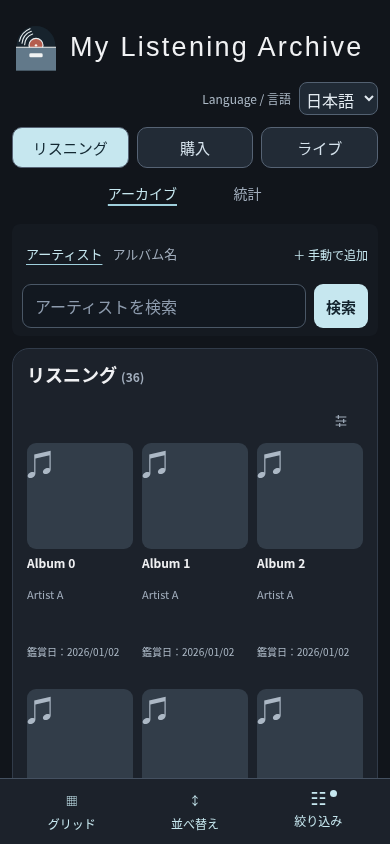 My Listening Archive
Language / 言語 日本語
リスニング 購入 ライブ
アーカイブ 統計
アーティスト アルバム名 ＋ 手動で追加
アーティストを検索 検索
リスニング (36)
Album 0 Album 1 Album 2
Artist A Artist A Artist A
鑑賞日：2026/01/02 鑑賞日：2026/01/02 鑑賞日：2026/01/02
グリッド 並べ替え 絞り込み